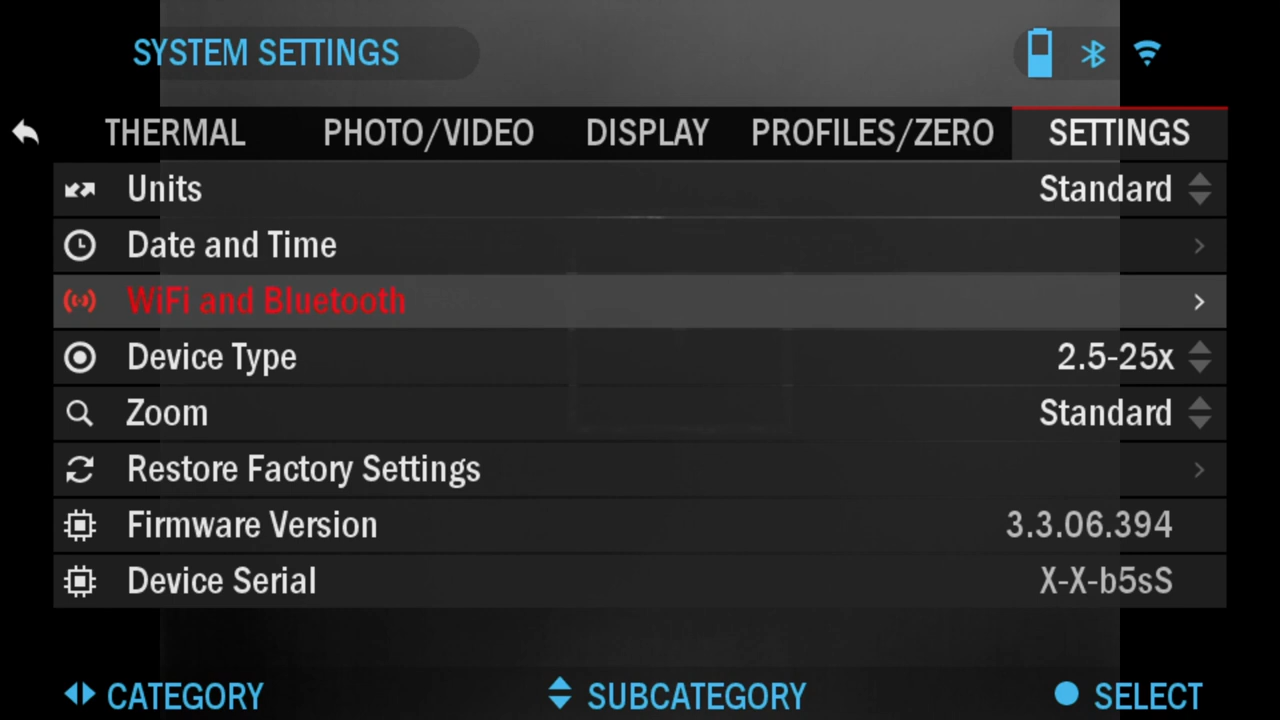 SYSTEM SETTINGS
THERMAL PHOTO/VIDEO DISPLAY PROFILES/ZERO SETTINGS
Units Standard
Date and Time
WiFi and Bluetooth
Device Type 2.5-25x
Zoom Standard
Restore Factory Settings
Firmware Version 3.3.06.394
Device Serial X-X-b5sS
CATEGORY SUBCATEGORY SELECT